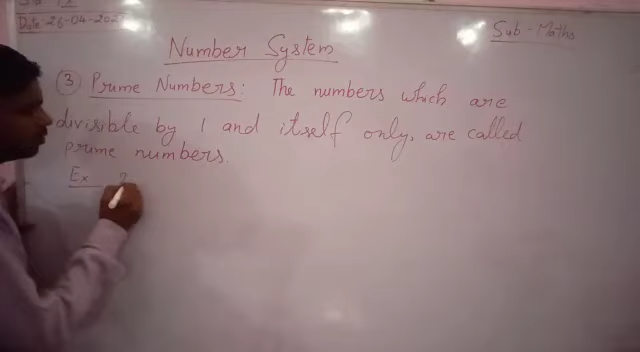 Sub - Maths
Date 26-04-202
Number System
③ Prime Numbers: The numbers which are
divisible by 1 and itself only, are called
prime numbers.
Ex